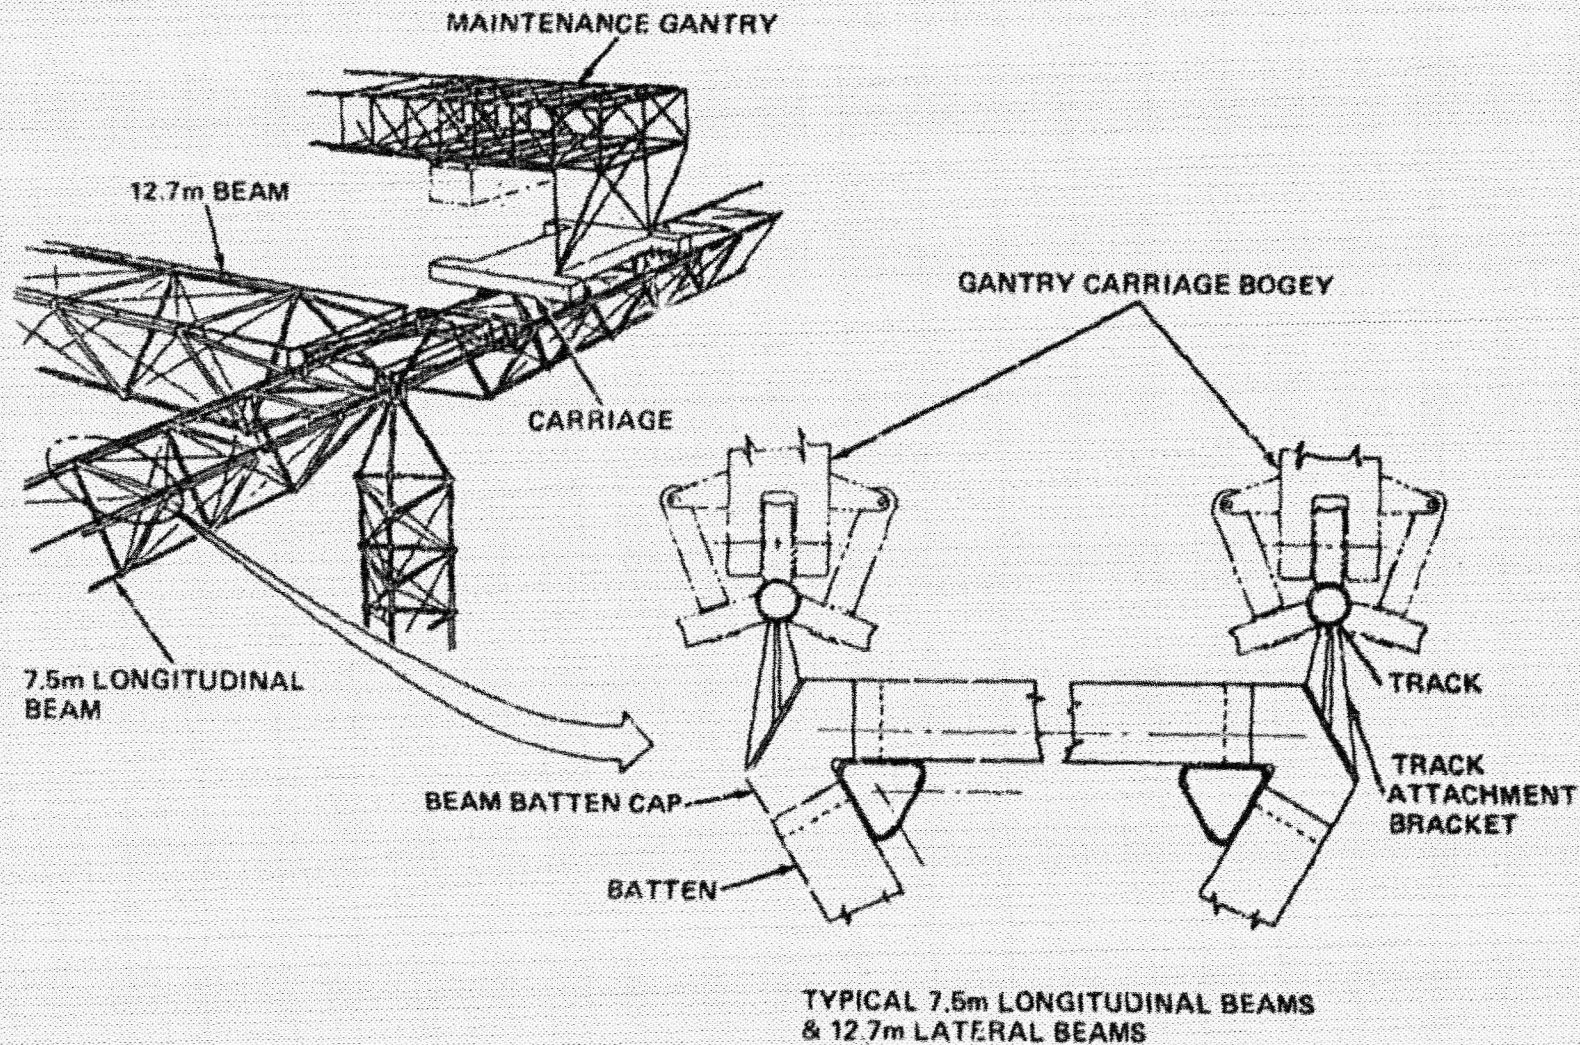 MAINTENANCE GANTRY
12.7m BEAM
GANTRY CARRIAGE BOGEY
CARRIAGE
7.5m LONGITUDINAL
BEAM
TRACK
TRACK
ATTACHMENT
BRACKET
BEAM BATTEN CAP
BATTEN
TYPICAL 7.5m LONGITUDINAL BEAMS
& 12.7m LATERAL BEAMS